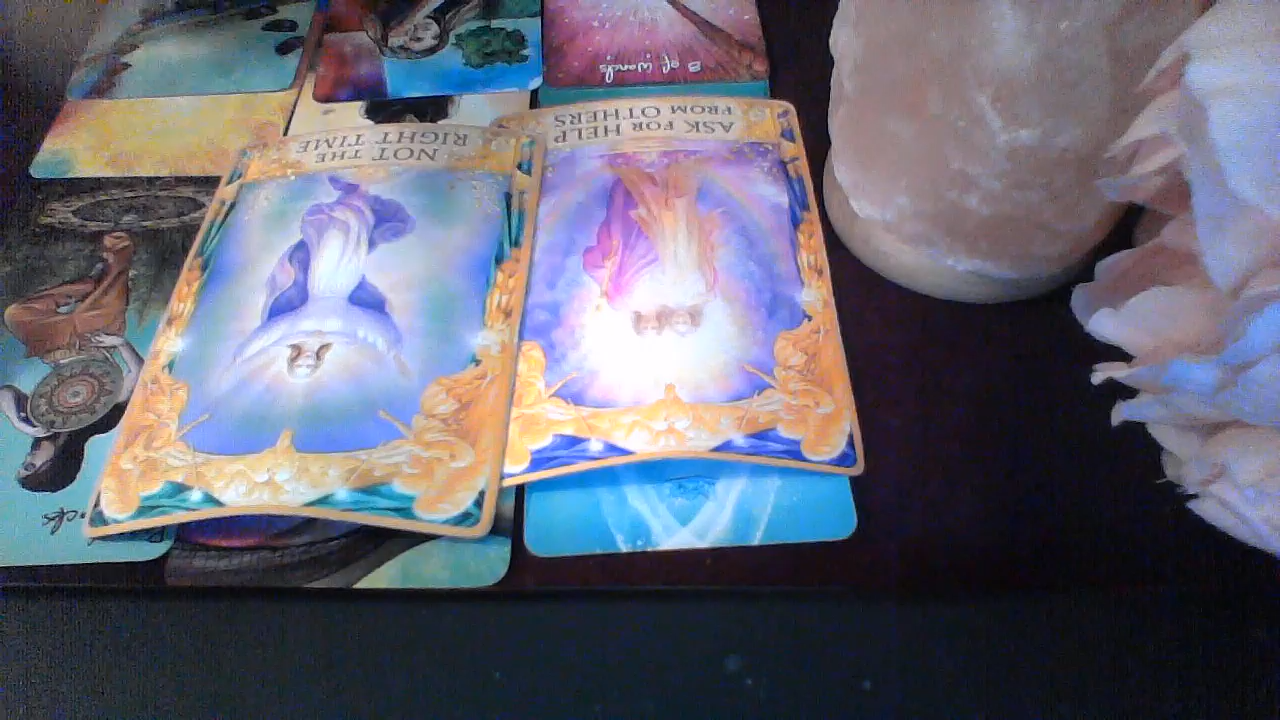 8 of Wands
ASK FOR HELP
FROM OTHERS
NOT THE
RIGHT TIME